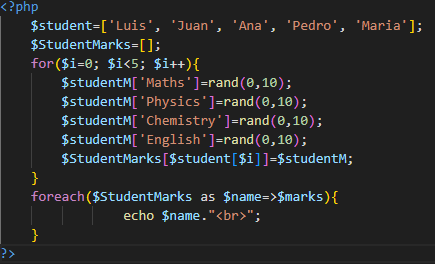 <?php
    $student=['Luis', 'Juan', 'Ana', 'Pedro', 'Maria'];
    $StudentMarks=[];
    for($i=0; $i<5; $i++){
        $studentM['Maths']=rand(0,10);
        $studentM['Physics']=rand(0,10);
        $studentM['Chemistry']=rand(0,10);
        $studentM['English']=rand(0,10);
        $StudentMarks[$student[$i]]=$studentM;
    }
    foreach($StudentMarks as $name=>$marks){
                echo $name."<br>";
    }
?>